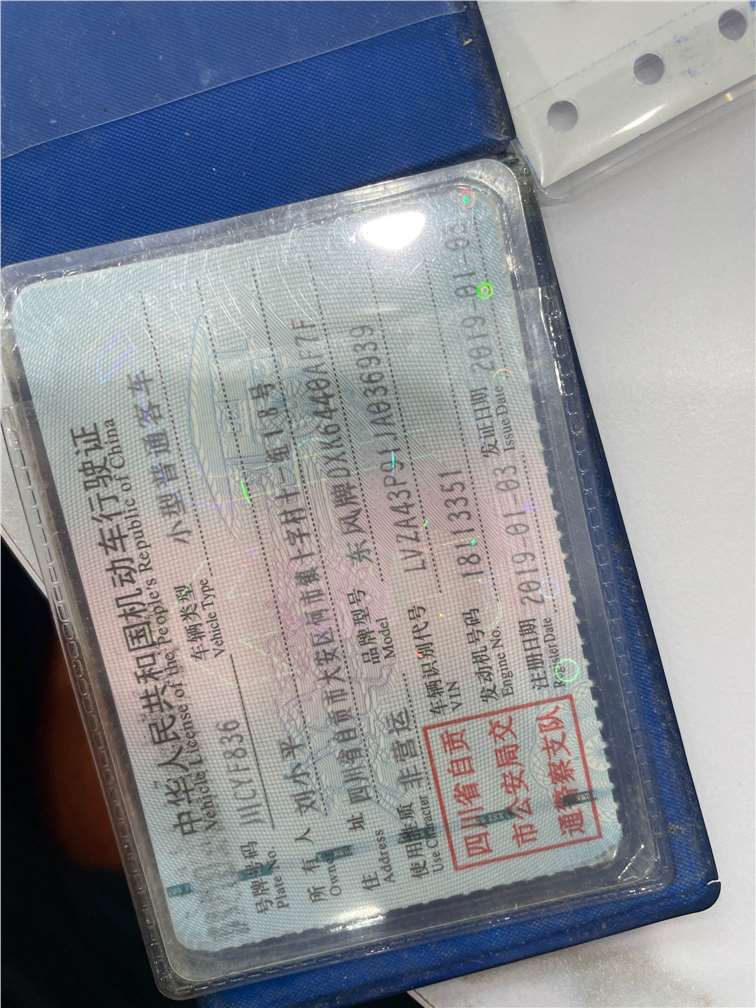 中华人民共和国机动车行驶证
Vehicle License of the People's Republic of China
号牌号码 川CYF836 车辆类型 小型普通客车
Plate No. Vehicle Type
所有人 刘小平
Owner
住址 四川省自贡市大安区何市镇十字村十一组18号
Address
使用性质 非营运 品牌型号 东风牌DXK6440AF7F
Use Character Model
车辆识别代号 LVZA43P91JA036939
VIN
发动机号码 18113351
Engine No.
注册日期 2019-01-03 发证日期 2019-01-03
Register Date Issue Date
四川省自贡
市公安局交
通警察支队